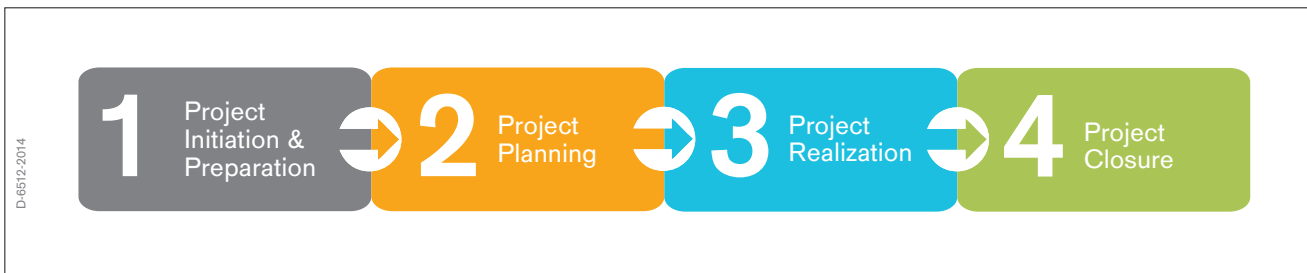 D-6512-2014
1
Project
Initiation &
Preparation
2
Project
Planning
3
Project
Realization
4
Project
Closure